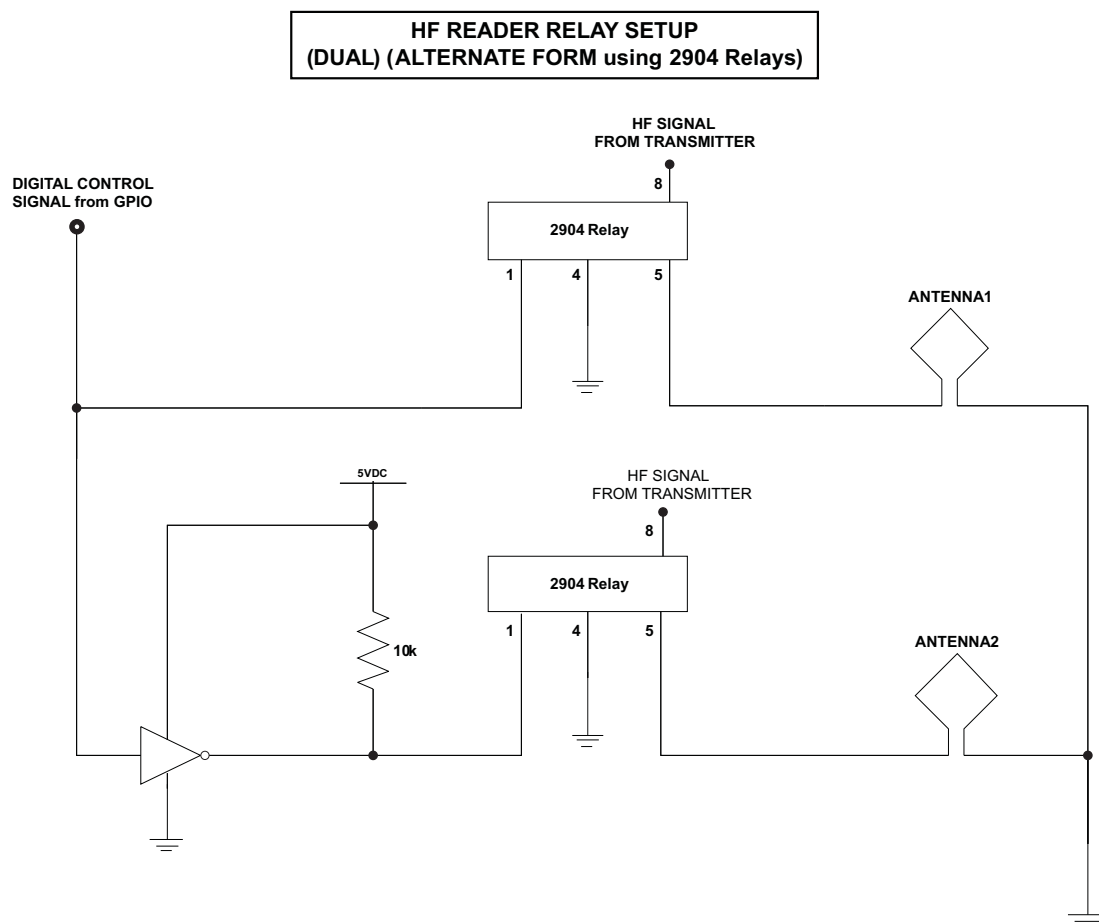 HF READER RELAY SETUP
(DUAL) (ALTERNATE FORM using 2904 Relays)
HF SIGNAL
FROM TRANSMITTER
DIGITAL CONTROL
SIGNAL from GPIO
8
2904 Relay
1
4
5
ANTENNA1
5VDC
HF SIGNAL
FROM TRANSMITTER
8
2904 Relay
1
4
5
10k
ANTENNA2